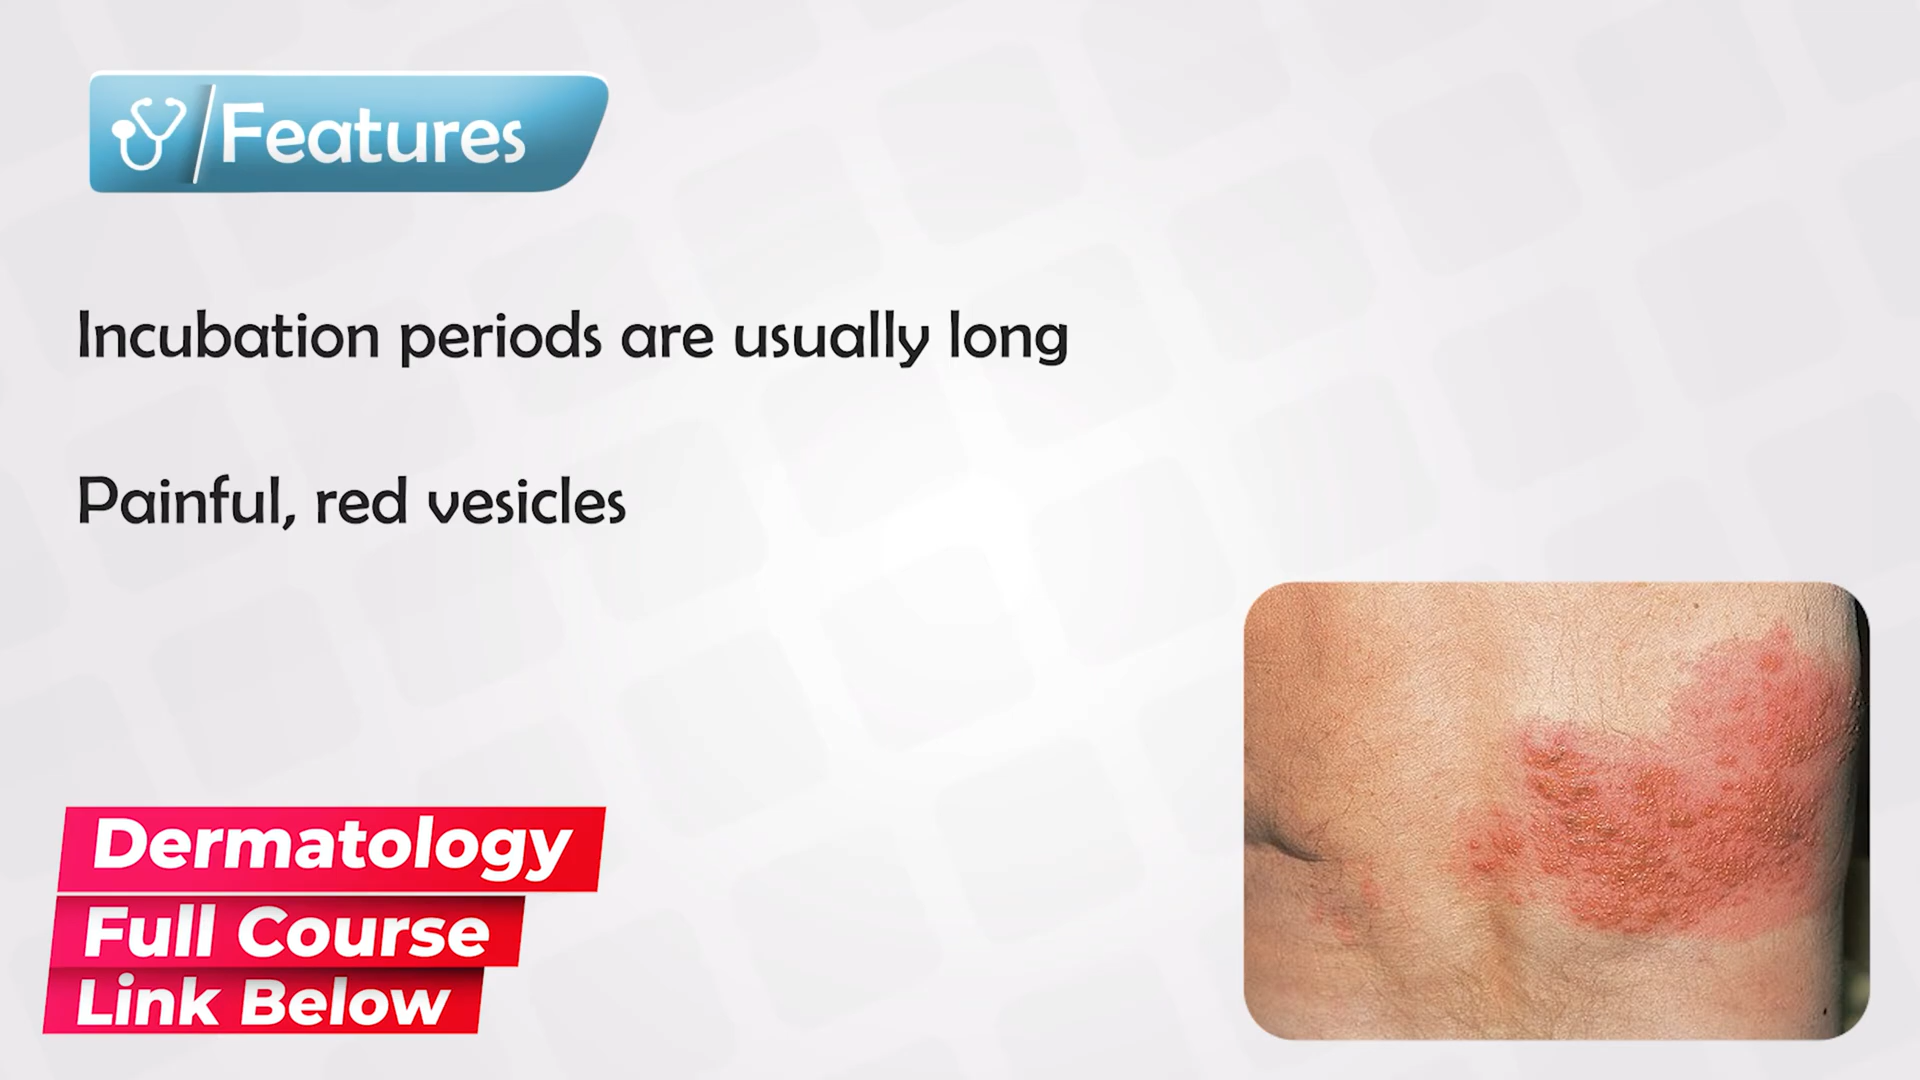 Features
Incubation periods are usually long
Painful, red vesicles
Dermatology
Full Course
Link Below